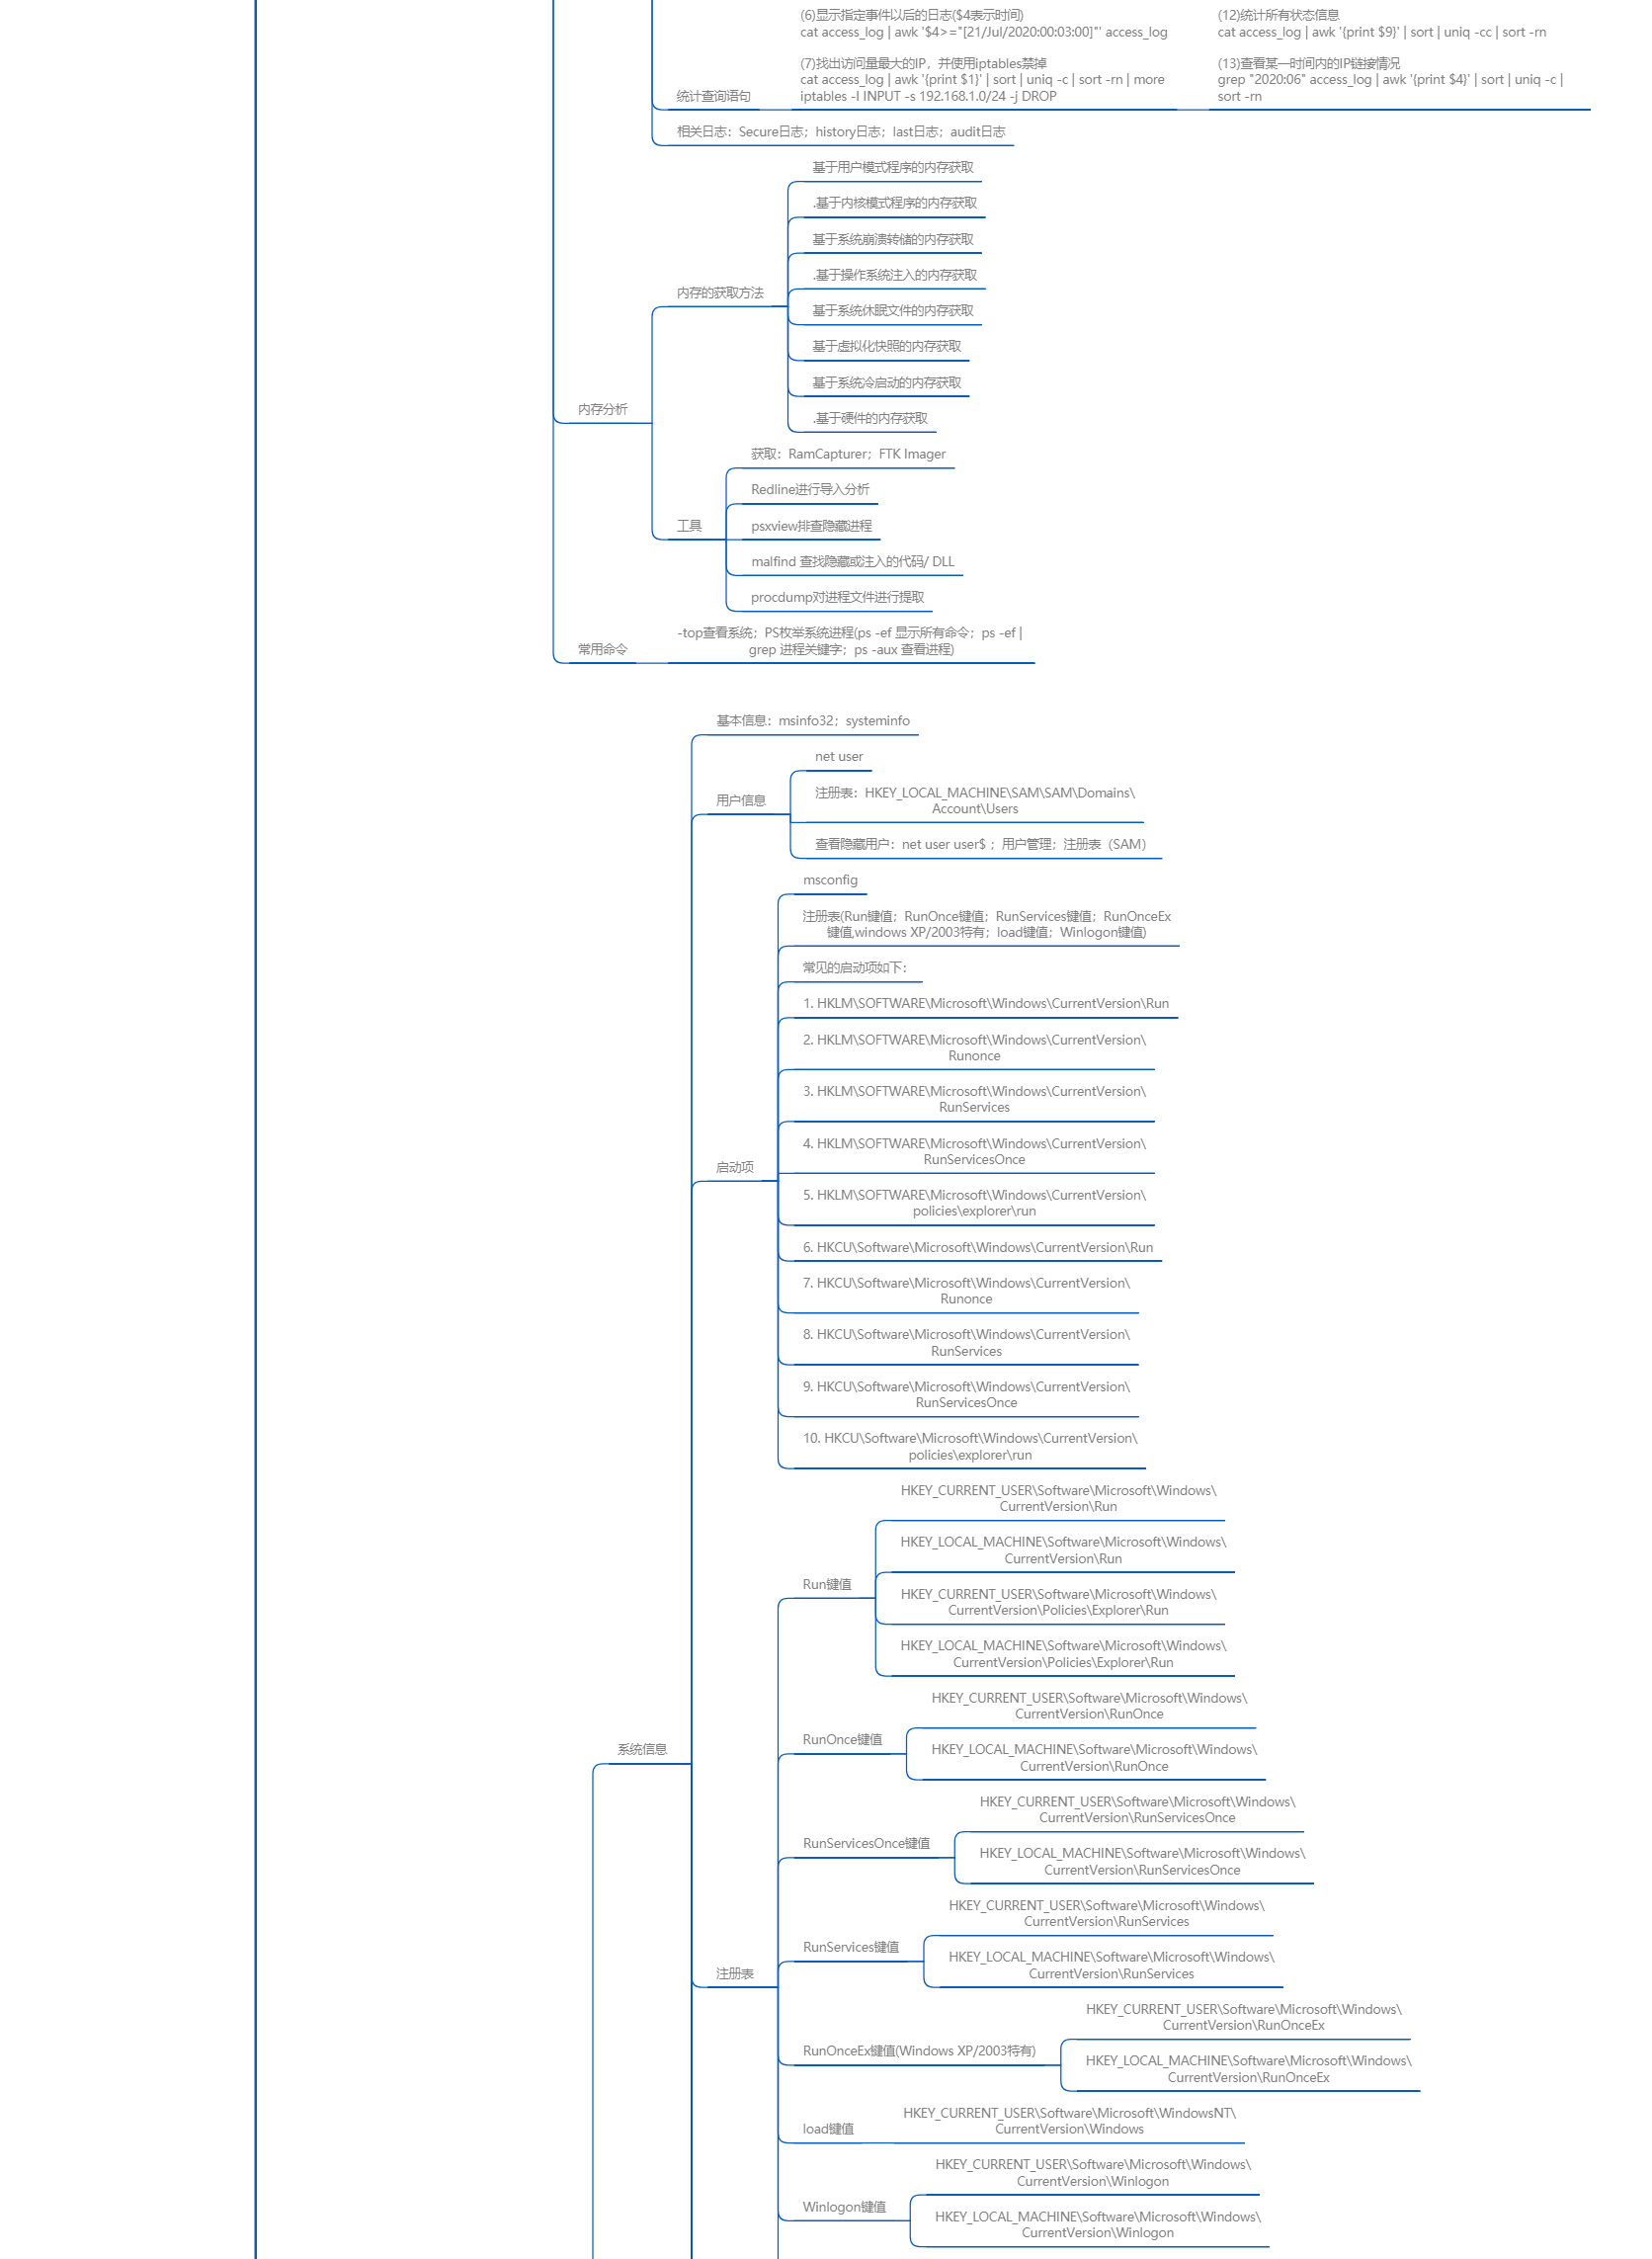 (6)显示指定事件以后的日志($4表示时间)
cat access_log | awk '$4>="[21/Jul/2020:00:03:00]"' access_log
(7)找出访问量最大的IP，并使用iptables禁掉
cat access_log | awk '{print $1}' | sort | uniq -c | sort -rn | more
iptables -I INPUT -s 192.168.1.0/24 -j DROP
(12)统计所有状态信息
cat access_log | awk '{print $9}' | sort | uniq -cc | sort -rn
(13)查看某一时间内的IP链接情况
grep "2020:06" access_log | awk '{print $4}' | sort | uniq -c |
sort -rn
统计查询语句
相关日志：Secure日志；history日志；last日志；audit日志
基于用户模式程序的内存获取
.基于内核模式程序的内存获取
基于系统崩溃转储的内存获取
.基于操作系统注入的内存获取
内存的获取方法
基于系统休眠文件的内存获取
基于虚拟化快照的内存获取
基于系统冷启动的内存获取
.基于硬件的内存获取
内存分析
获取：RamCapturer；FTK Imager
Redline进行导入分析
工具
psxview排查隐藏进程
malfind 查找隐藏或注入的代码/ DLL
procdump对进程文件进行提取
常用命令
-top查看系统；PS枚举系统进程(ps -ef 显示所有命令；ps -ef |
grep 进程关键字；ps -aux 查看进程)
基本信息：msinfo32；systeminfo
net user
用户信息
注册表：HKEY_LOCAL_MACHINE\SAM\SAM\Domains\
Account\Users
查看隐藏用户：net user user$ ；用户管理；注册表（SAM）
msconfig
注册表(Run键值；RunOnce键值；RunServices键值；RunOnceEx
键值,windows XP/2003特有；load键值；Winlogon键值)
常见的启动项如下：
1. HKLM\SOFTWARE\Microsoft\Windows\CurrentVersion\Run
2. HKLM\SOFTWARE\Microsoft\Windows\CurrentVersion\
Runonce
3. HKLM\SOFTWARE\Microsoft\Windows\CurrentVersion\
RunServices
4. HKLM\SOFTWARE\Microsoft\Windows\CurrentVersion\
RunServicesOnce
启动项
5. HKLM\SOFTWARE\Microsoft\Windows\CurrentVersion\
policies\explorer\run
6. HKCU\Software\Microsoft\Windows\CurrentVersion\Run
7. HKCU\Software\Microsoft\Windows\CurrentVersion\
Runonce
8. HKCU\Software\Microsoft\Windows\CurrentVersion\
RunServices
9. HKCU\Software\Microsoft\Windows\CurrentVersion\
RunServicesOnce
10. HKCU\Software\Microsoft\Windows\CurrentVersion\
policies\explorer\run
HKEY_CURRENT_USER\Software\Microsoft\Windows\
CurrentVersion\Run
HKEY_LOCAL_MACHINE\Software\Microsoft\Windows\
CurrentVersion\Run
Run键值
HKEY_CURRENT_USER\Software\Microsoft\Windows\
CurrentVersion\Policies\Explorer\Run
HKEY_LOCAL_MACHINE\Software\Microsoft\Windows\
CurrentVersion\Policies\Explorer\Run
HKEY_CURRENT_USER\Software\Microsoft\Windows\
CurrentVersion\RunOnce
RunOnce键值
系统信息
HKEY_LOCAL_MACHINE\Software\Microsoft\Windows\
CurrentVersion\RunOnce
HKEY_CURRENT_USER\Software\Microsoft\Windows\
CurrentVersion\RunServicesOnce
RunServicesOnce键值
HKEY_LOCAL_MACHINE\Software\Microsoft\Windows\
CurrentVersion\RunServicesOnce
HKEY_CURRENT_USER\Software\Microsoft\Windows\
CurrentVersion\RunServices
RunServices键值
HKEY_LOCAL_MACHINE\Software\Microsoft\Windows\
CurrentVersion\RunServices
注册表
HKEY_CURRENT_USER\Software\Microsoft\Windows\
CurrentVersion\RunOnceEx
RunOnceEx键值(Windows XP/2003特有)
HKEY_LOCAL_MACHINE\Software\Microsoft\Windows\
CurrentVersion\RunOnceEx
load键值
HKEY_CURRENT_USER\Software\Microsoft\WindowsNT\
CurrentVersion\Windows
HKEY_CURRENT_USER\Software\Microsoft\Windows\
CurrentVersion\Winlogon
Winlogon键值
HKEY_LOCAL_MACHINE\Software\Microsoft\Windows\
CurrentVersion\Winlogon